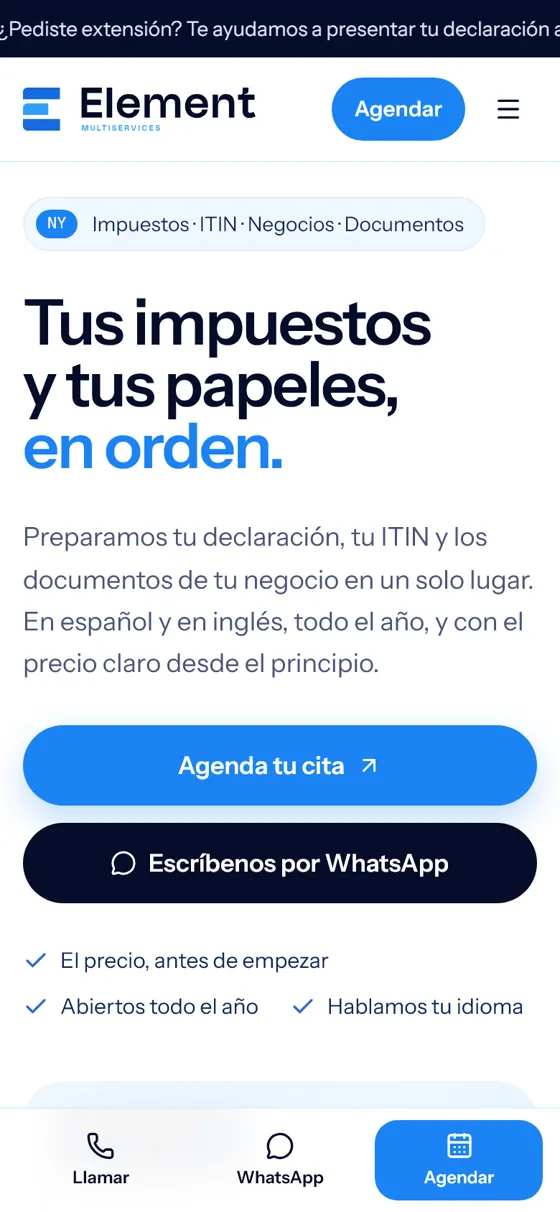 ¿Pediste extensión? Te ayudamos a presentar tu declaración a
Element
MULTISERVICES
Agendar
NY Impuestos · ITIN · Negocios · Documentos
Tus impuestos
y tus papeles,
en orden.
Preparamos tu declaración, tu ITIN y los
documentos de tu negocio en un solo lugar.
En español y en inglés, todo el año, y con el
precio claro desde el principio.
Agenda tu cita
Escríbenos por WhatsApp
El precio, antes de empezar
Abiertos todo el año Hablamos tu idioma
Llamar WhatsApp Agendar